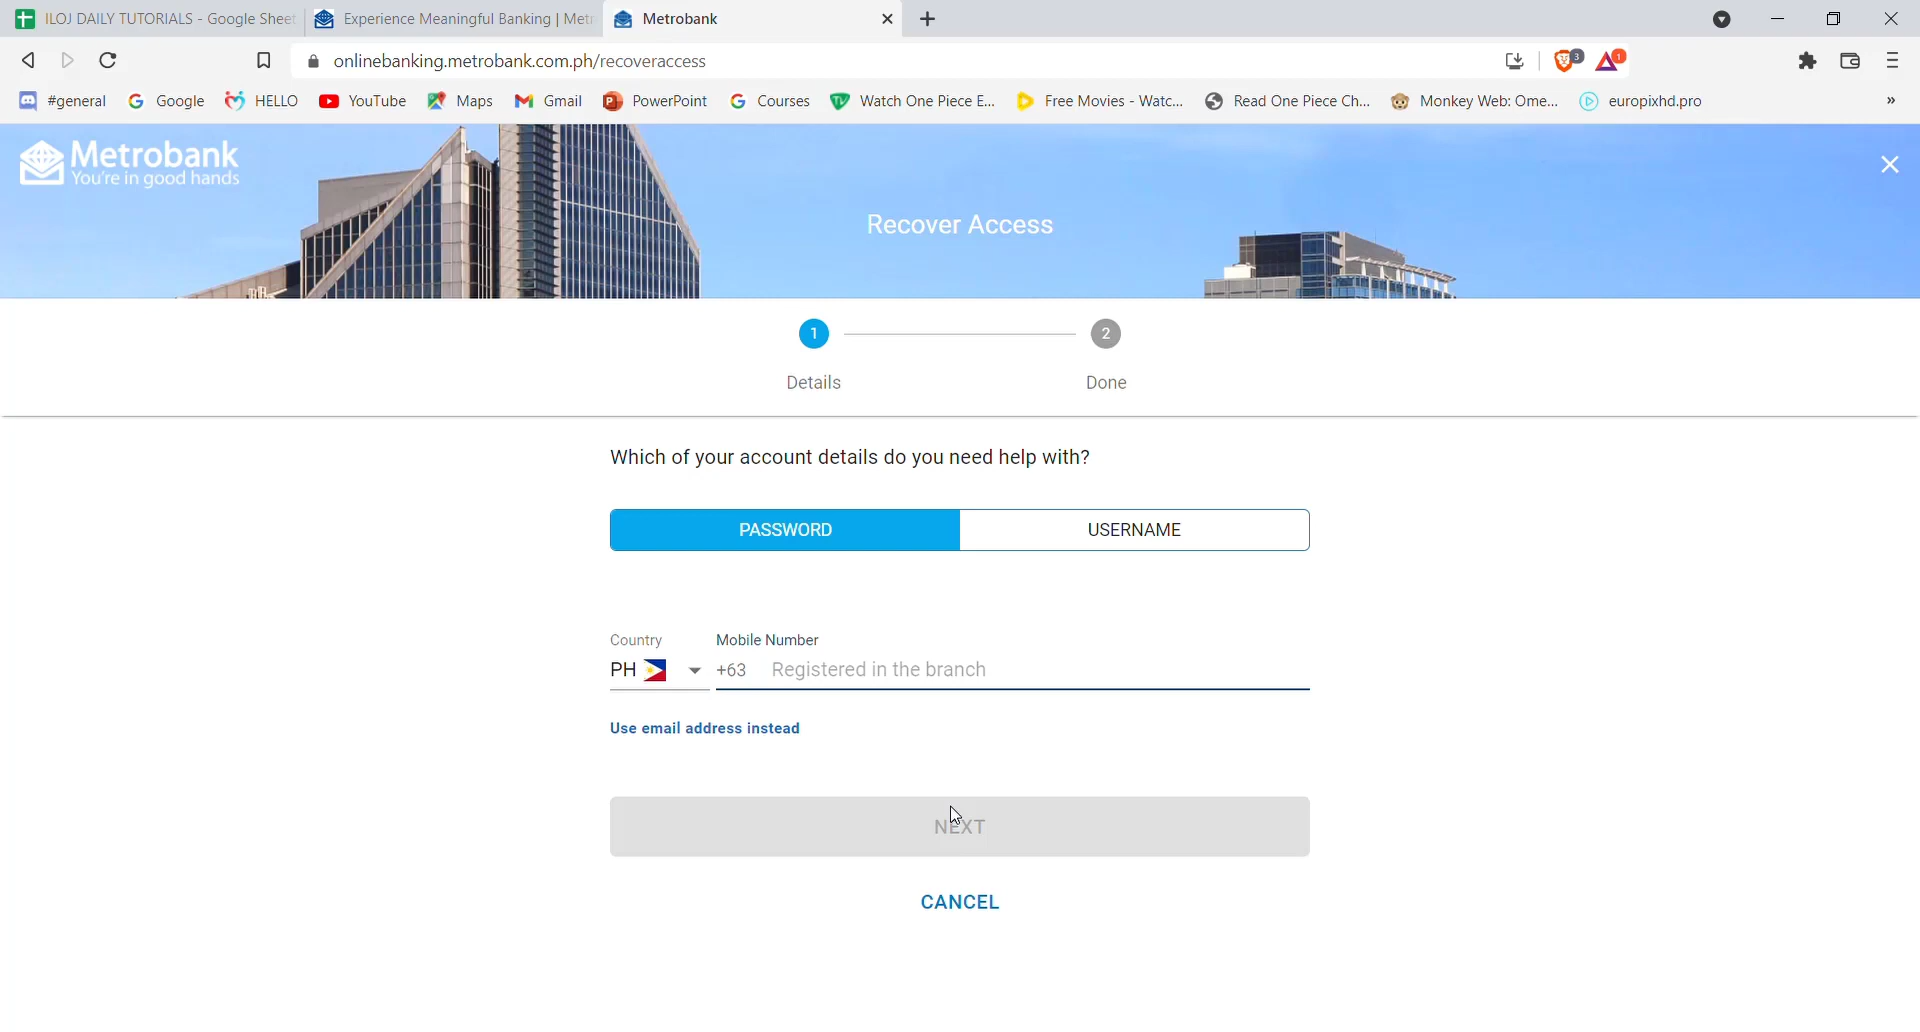 ILOJ DAILY TUTORIALS - Google Sheet
Experience Meaningful Banking | Metr
Metrobank
onlinebanking.metrobank.com.ph/recoveraccess
3
1
#general
Google
HELLO
YouTube
Maps
Gmail
PowerPoint
Courses
Watch One Piece E...
Free Movies - Watc...
Read One Piece Ch...
Monkey Web: Ome...
europixhd.pro
»
Metrobank
You're in good hands
Recover Access
1
2
Details
Done
Which of your account details do you need help with?
PASSWORD
USERNAME
Country
Mobile Number
PH
+63
Registered in the branch
Use email address instead
NEXT
CANCEL